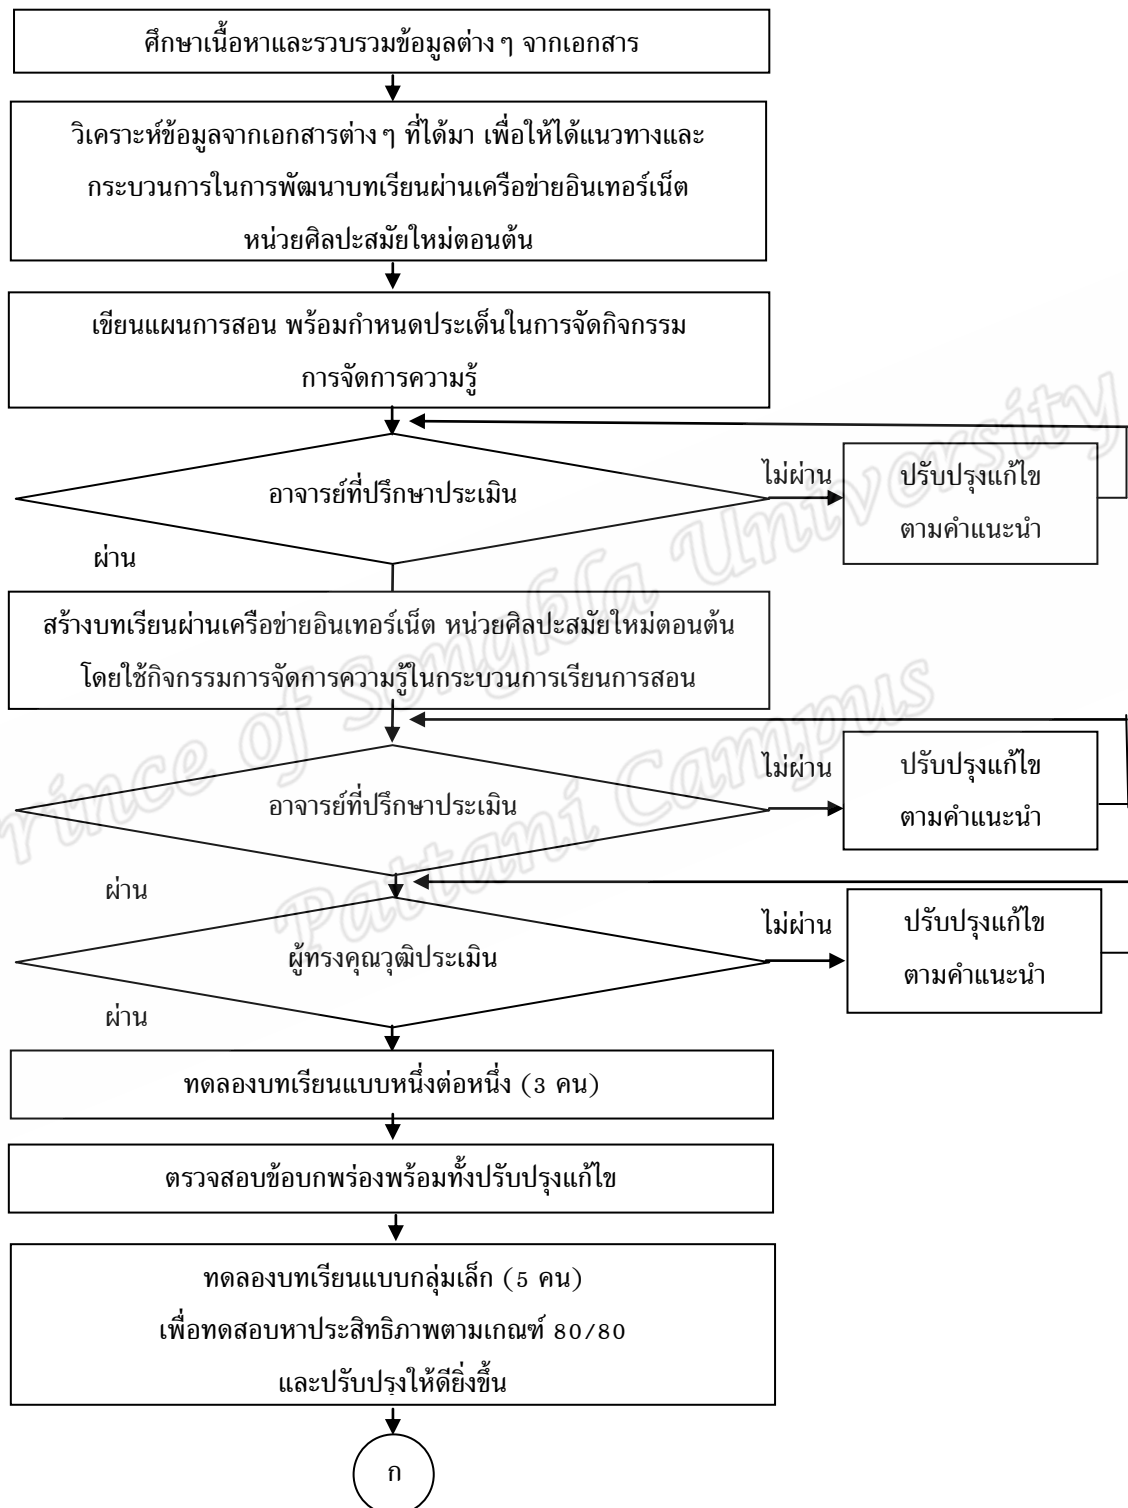 ศึกษาเนื้อหาและรวบรวมข้อมูลต่าง ๆ จากเอกสาร
วิเคราะห์ข้อมูลจากเอกสารต่าง ๆ ที่ได้มา เพื่อให้ได้แนวทางและ
กระบวนการในการพัฒนาบทเรียนผ่านเครือข่ายอินเทอร์เน็ต
หน่วยศิลปะสมัยใหม่ตอนต้น
เขียนแผนการสอน พร้อมกำหนดประเด็นในการจัดกิจกรรม
การจัดการความรู้
อาจารย์ที่ปรึกษาประเมิน
ไม่ผ่าน
ปรับปรุงแก้ไข
ตามคำแนะนำ
ผ่าน
สร้างบทเรียนผ่านเครือข่ายอินเทอร์เน็ต หน่วยศิลปะสมัยใหม่ตอนต้น
โดยใช้กิจกรรมการจัดการความรู้ในกระบวนการเรียนการสอน
อาจารย์ที่ปรึกษาประเมิน
ไม่ผ่าน
ปรับปรุงแก้ไข
ตามคำแนะนำ
ผ่าน
ผู้ทรงคุณวุฒิประเมิน
ไม่ผ่าน
ปรับปรุงแก้ไข
ตามคำแนะนำ
ผ่าน
ทดลองบทเรียนแบบหนึ่งต่อหนึ่ง (3 คน)
ตรวจสอบข้อบกพร่องพร้อมทั้งปรับปรุงแก้ไข
ทดลองบทเรียนแบบกลุ่มเล็ก (5 คน)
เพื่อทดสอบหาประสิทธิภาพตามเกณฑ์ 80/80
และปรับปรุงให้ดียิ่งขึ้น
ก
rince of Songkla University
Pattani Campus